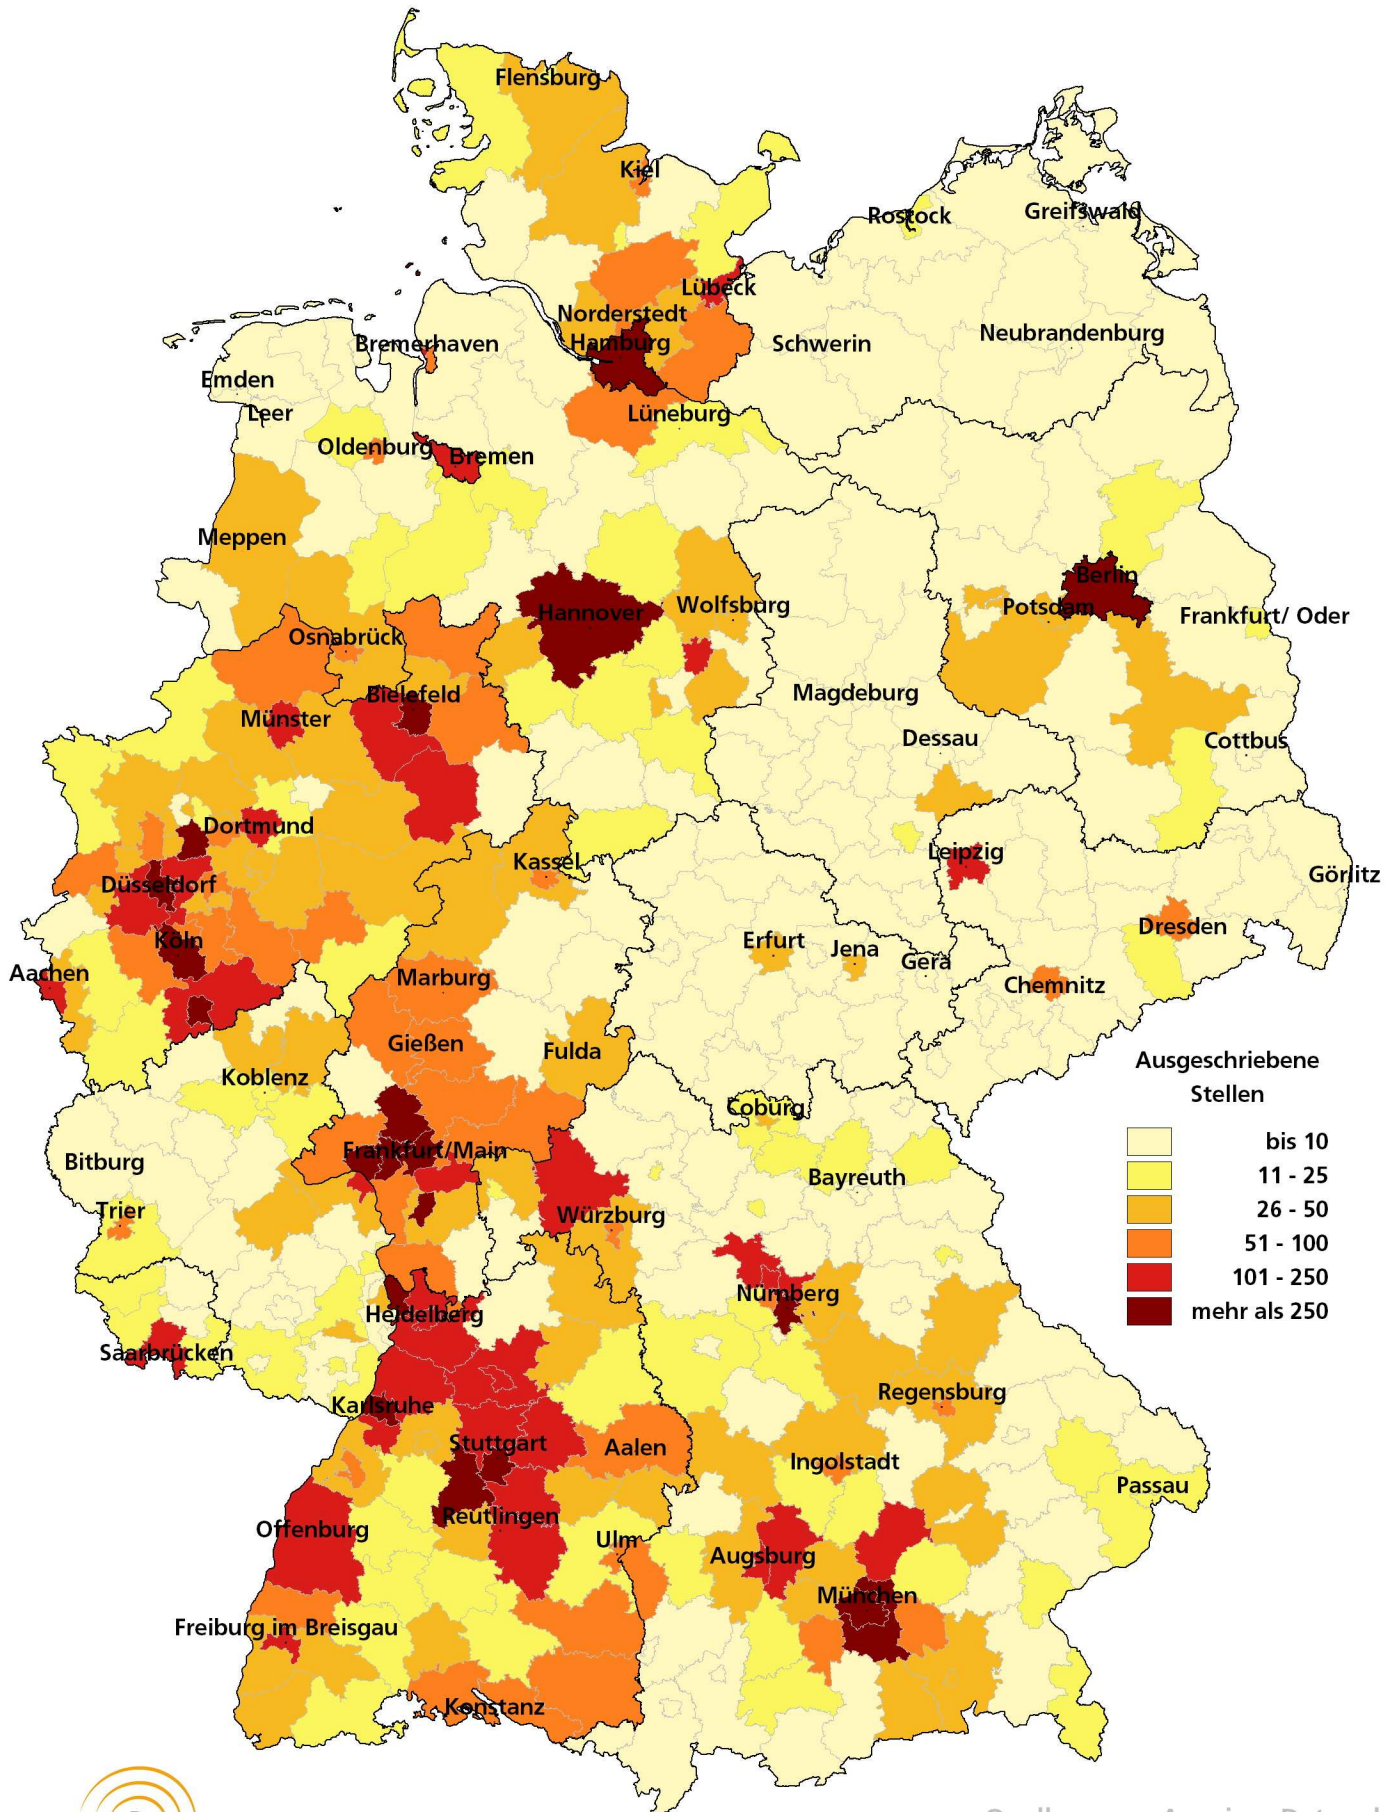 Flensburg
Kiel
Rostock
Greifswald
Lübeck
Norderstedt
Hamburg
Bremerhaven
Schwerin
Neubrandenburg
Emden
Leer
Lüneburg
Oldenburg
Bremen
Meppen
Berlin
Hannover
Wolfsburg
Potsdam
Frankfurt/ Oder
Osnabrück
Bielefeld
Magdeburg
Münster
Dessau
Cottbus
Dortmund
Kassel
Leipzig
Görlitz
Düsseldorf
Köln
Erfurt
Jena
Gera
Dresden
Aachen
Marburg
Chemnitz
Gießen
Fulda
Koblenz
Ausgeschriebene
Stellen
bis 10
11 - 25
26 - 50
51 - 100
101 - 250
mehr als 250
Coburg
Frankfurt/Main
Bitburg
Bayreuth
Trier
Würzburg
Nürnberg
Heidelberg
Saarbrücken
Karlsruhe
Regensburg
Stuttgart
Aalen
Ingolstadt
Passau
Reutlingen
Offenburg
Ulm
Augsburg
München
Freiburg im Breisgau
Konstanz